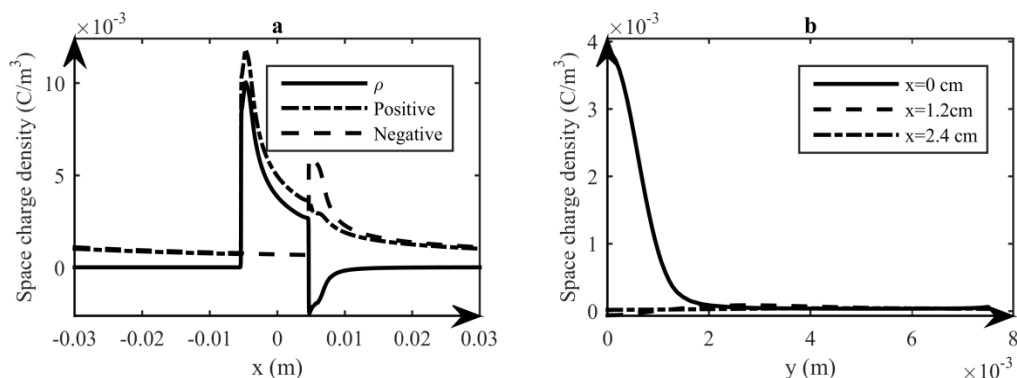 a
×10⁻³
Space charge density (C/m³)
10
5
0
ρ
Positive
Negative
-0.03 -0.02 -0.01 0 0.01 0.02 0.03
x (m)
b
×10⁻³
Space charge density (C/m³)
4
3
2
1
0
x=0 cm
x=1.2cm
x=2.4 cm
0 2 4 6 8
y (m)
×10⁻³